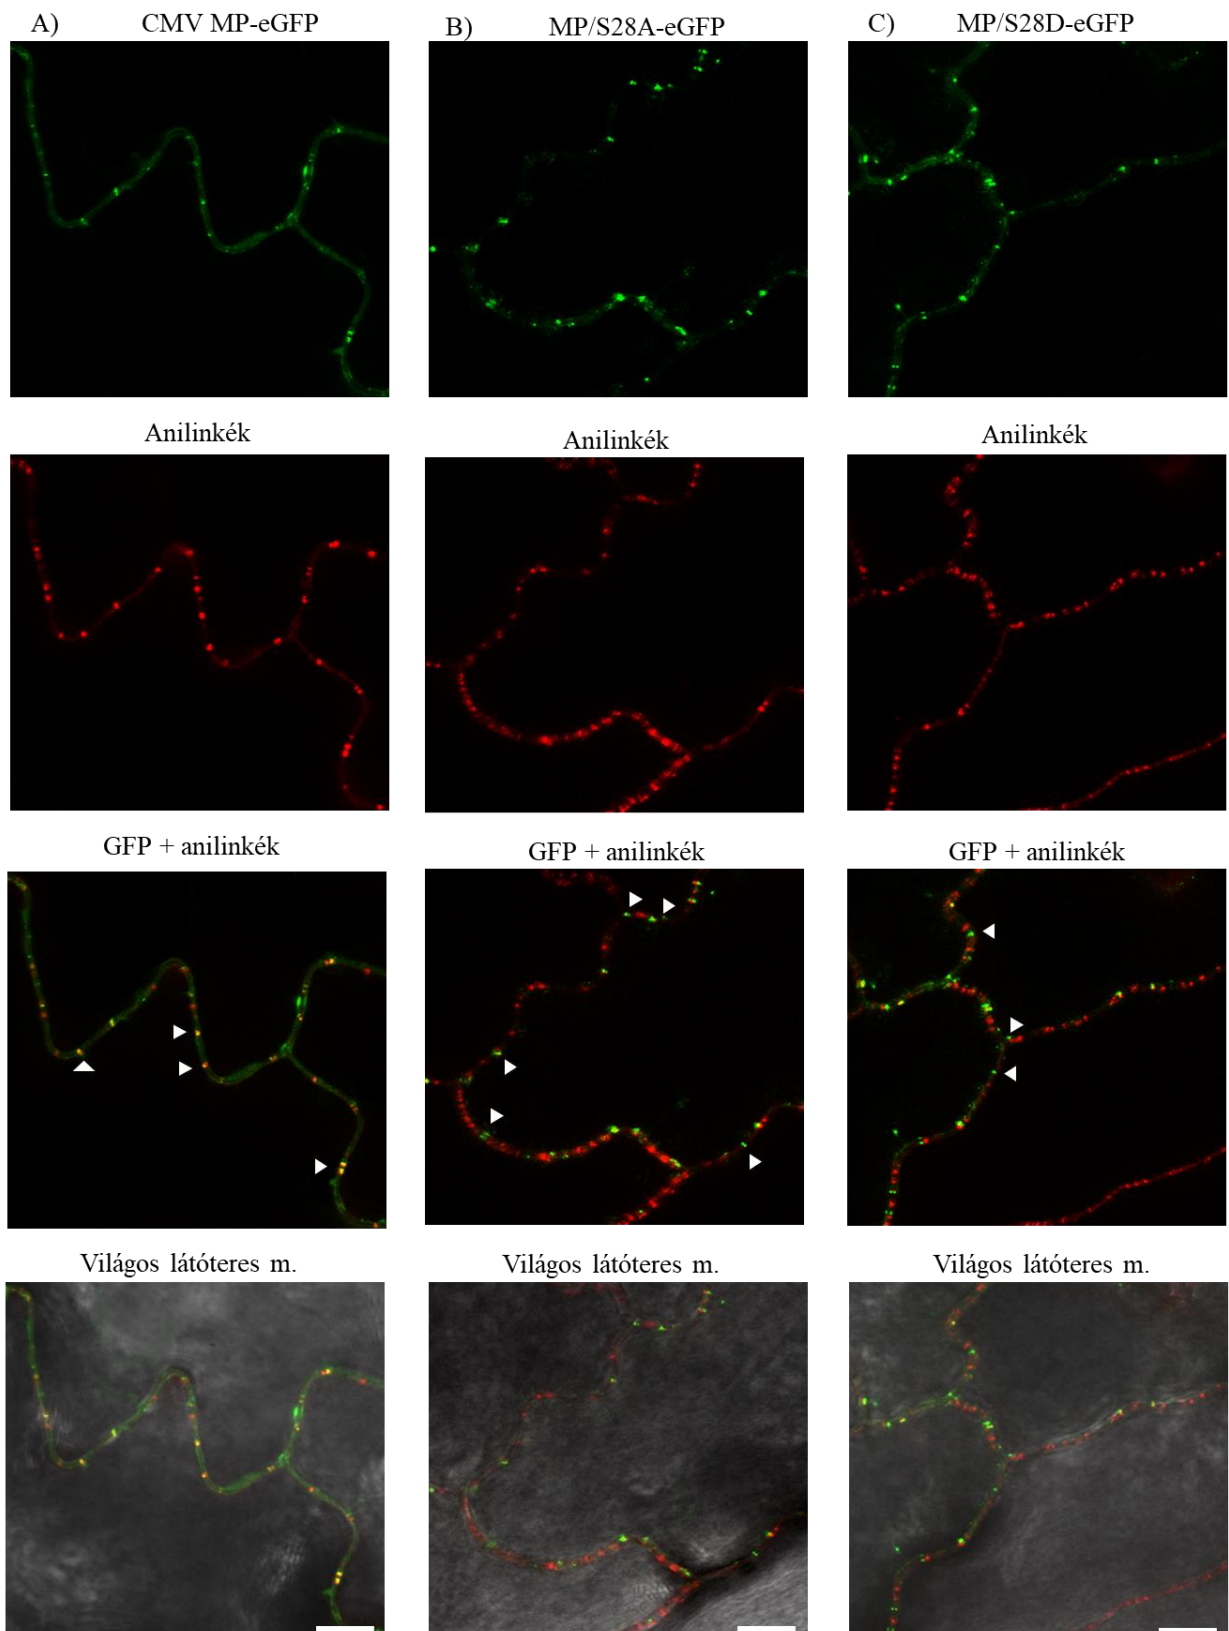 A) CMV MP-eGFP
B) MP/S28A-eGFP
C) MP/S28D-eGFP
Anilinkék
Anilinkék
Anilinkék
GFP + anilinkék
GFP + anilinkék
GFP + anilinkék
Világos látóteres m.
Világos látóteres m.
Világos látóteres m.